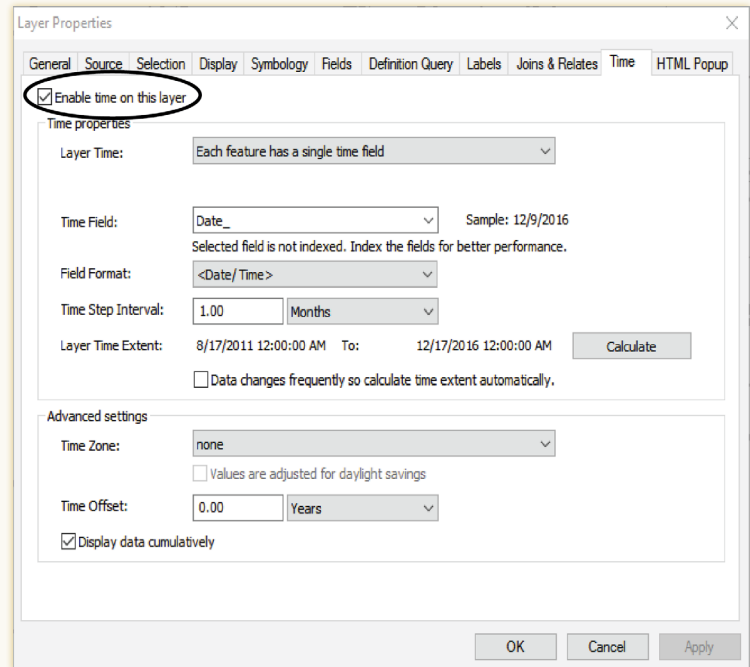 Layer Properties
General Source Selection Display Symbology Fields Definition Query Labels Joins & Relates Time HTML Popup
Enable time on this layer
Time properties
Layer Time: Each feature has a single time field
Time Field: Date_ Sample: 12/9/2016
Selected field is not indexed. Index the fields for better performance.
Field Format: <Date/Time>
Time Step Interval: 1.00 Months
Layer Time Extent: 8/17/2011 12:00:00 AM To: 12/17/2016 12:00:00 AM Calculate
Data changes frequently so calculate time extent automatically.
Advanced settings
Time Zone: none
Values are adjusted for daylight savings
Time Offset: 0.00 Years
Display data cumulatively
OK Cancel Apply